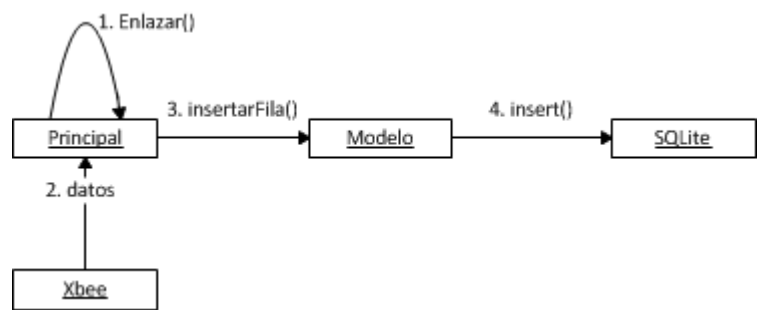 1. Enlazar()
3. insertarFila()
4. insert()
Principal
Modelo
SQLite
2. datos
Xbee